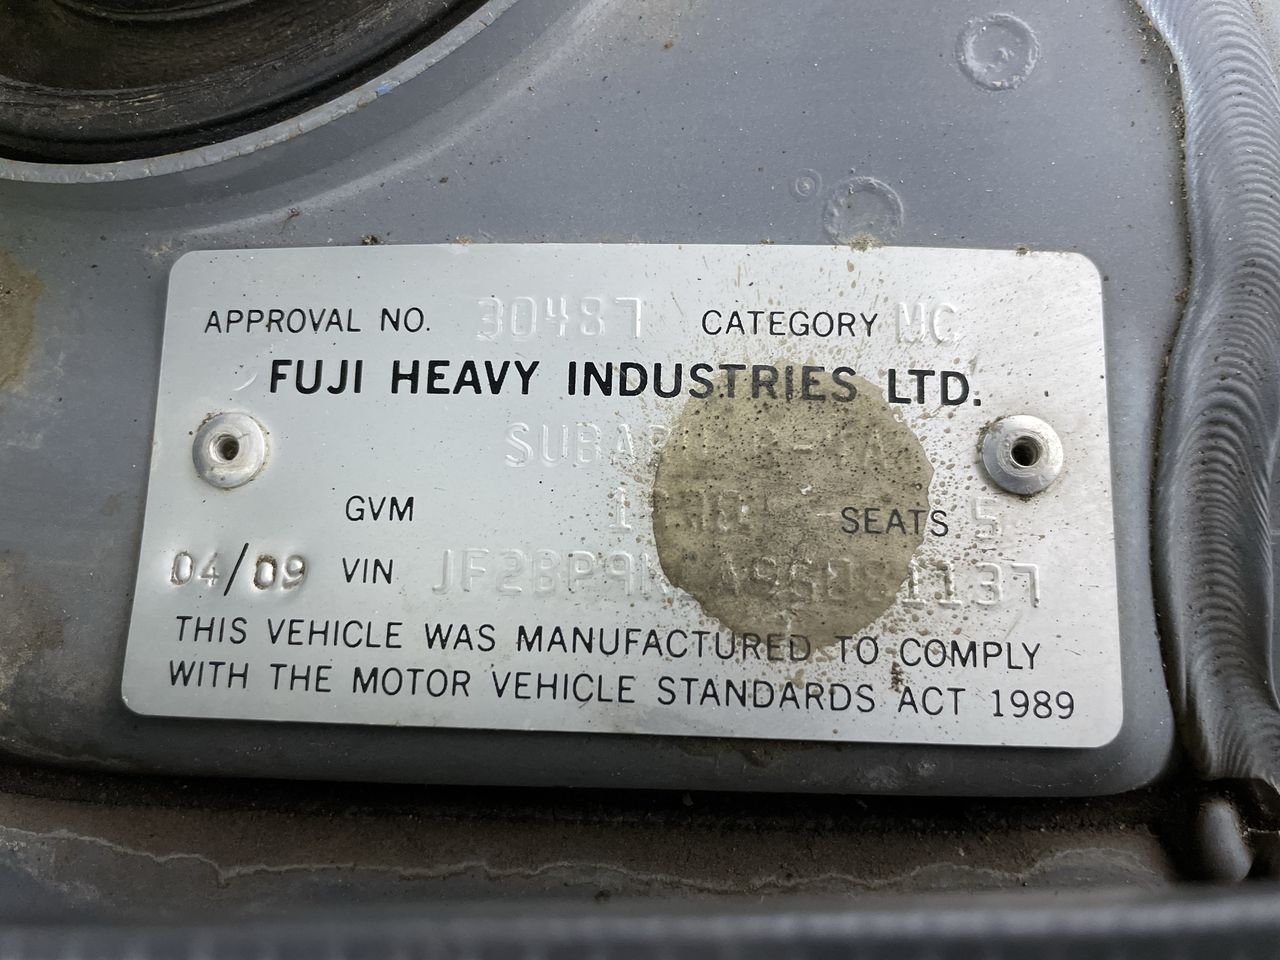 APPROVAL NO. 30487 CATEGORY MC
FUJI HEAVY INDUSTRIES LTD.
GVM SEATS 5
04/09 VIN
THIS VEHICLE WAS MANUFACTURED TO COMPLY
WITH THE MOTOR VEHICLE STANDARDS ACT 1989